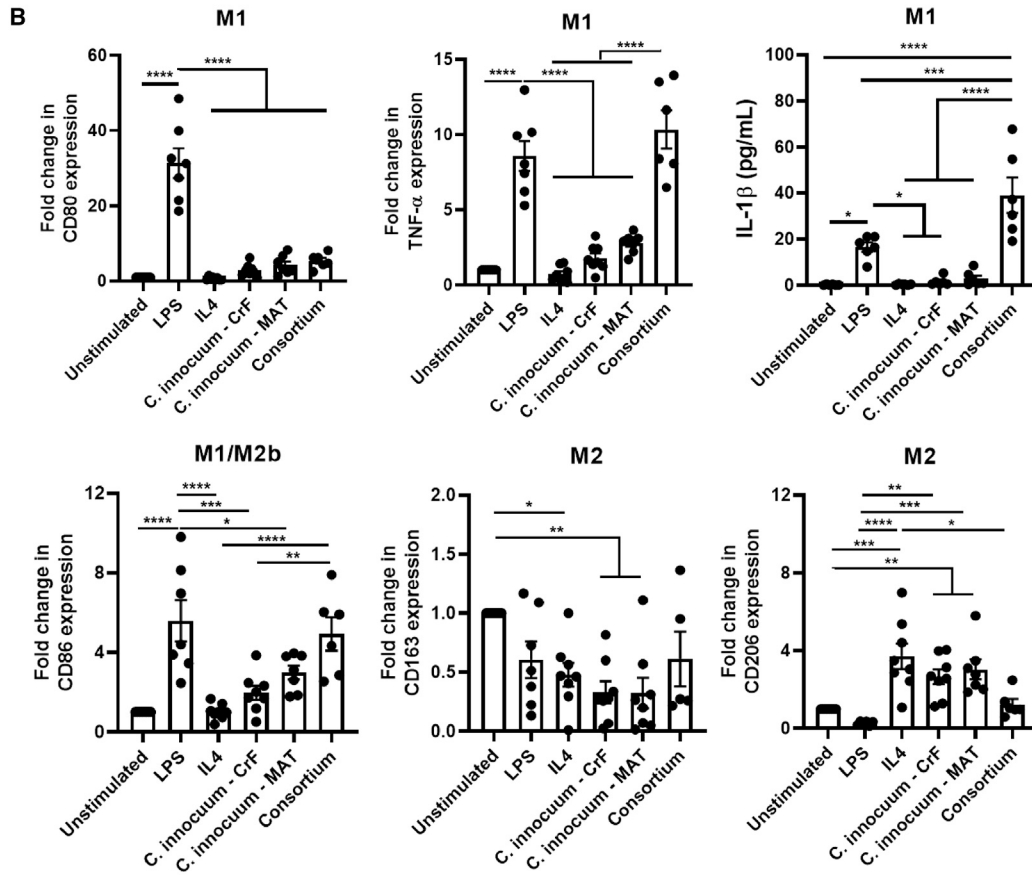 B
M1
Fold change in
CD80 expression
60
40
20
0
****
****
Unstimulated
LPS
IL4
C. innocuum - CrF
C. innocuum - MAT
Consortium
M1
Fold change in
TNF-α expression
15
10
5
0
****
****
****
Unstimulated
LPS
IL4
C. innocuum - CrF
C. innocuum - MAT
Consortium
M1
IL-1β (pg/mL)
100
80
60
40
20
0
****
***
****
*
*
Unstimulated
LPS
IL4
C. innocuum - CrF
C. innocuum - MAT
Consortium
M1/M2b
Fold change in
CD86 expression
12
8
4
0
****
***
****
*
****
**
Unstimulated
LPS
IL4
C. innocuum - CrF
C. innocuum - MAT
Consortium
M2
Fold change in
CD163 expression
2.0
1.5
1.0
0.5
0.0
*
**
Unstimulated
LPS
IL4
C. innocuum - CrF
C. innocuum - MAT
Consortium
M2
Fold change in
CD206 expression
12
8
4
0
**
***
****
*
***
**
Unstimulated
LPS
IL4
C. innocuum - CrF
C. innocuum - MAT
Consortium